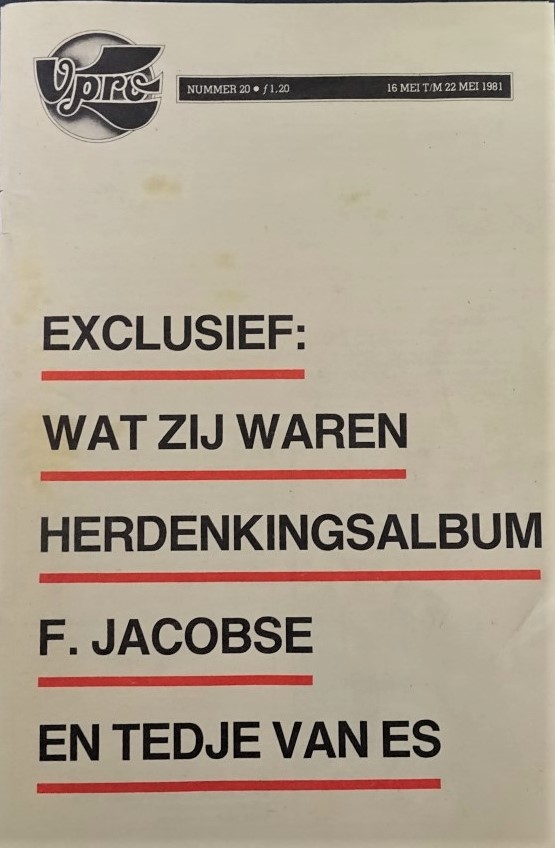 Vpro
NUMMER 20 ● ƒ 1.20 16 MEI T/M 22 MEI 1981
EXCLUSIEF:
WAT ZIJ WAREN
HERDENKINGSALBUM
F. JACOBSE
EN TEDJE VAN ES